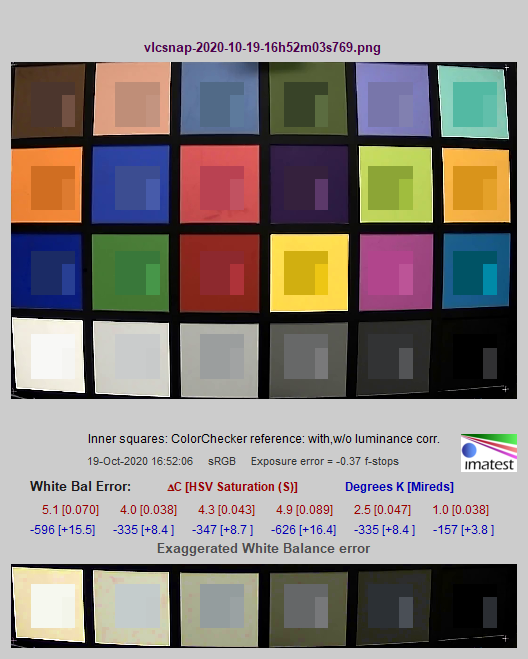 vlcsnap-2020-10-19-16h52m03s769.png
Inner squares: ColorChecker reference: with,w/o luminance corr.
19-Oct-2020 16:52:06 sRGB Exposure error = -0.37 f-stops
imatest
White Bal Error: ΔC [HSV Saturation (S)] Degrees K [Mireds]
5.1 [0.070] 4.0 [0.038] 4.3 [0.043] 4.9 [0.089] 2.5 [0.047] 1.0 [0.038]
-596 [+15.5] -335 [+8.4 ] -347 [+8.7 ] -626 [+16.4] -335 [+8.4 ] -157 [+3.8 ]
Exaggerated White Balance error